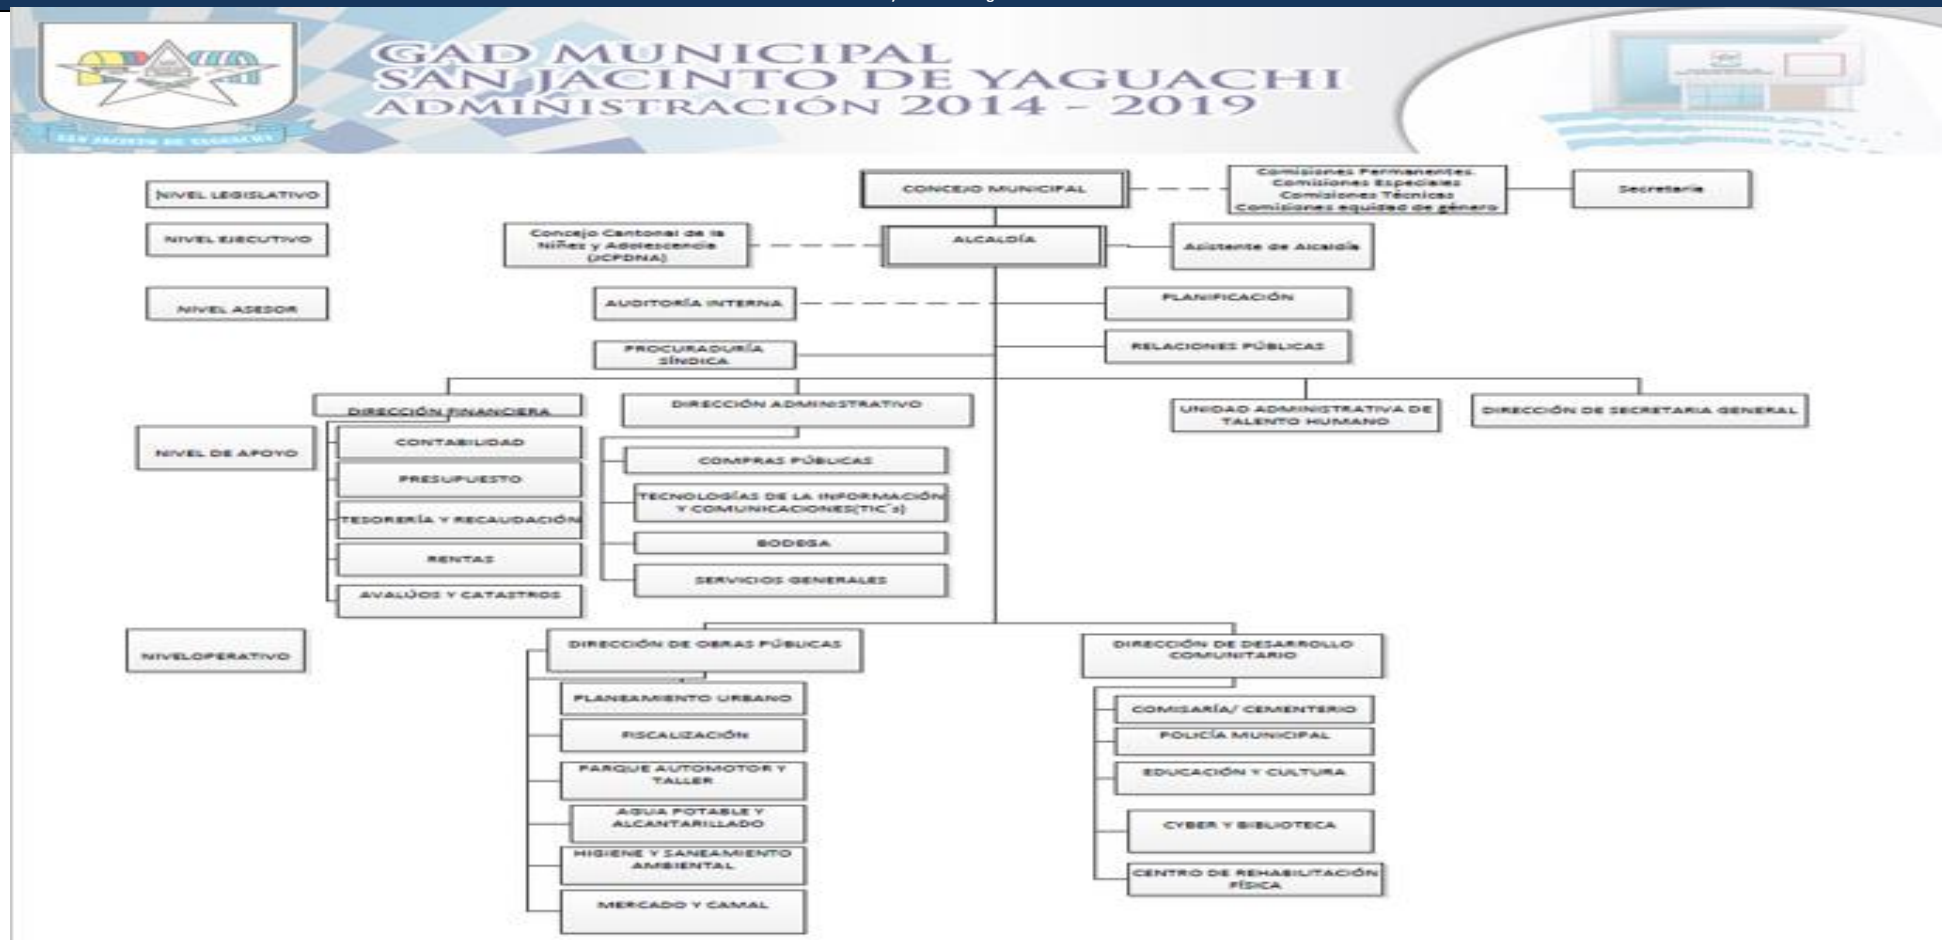 GAD MUNICIPAL
SAN JACINTO DE YAGUACHI
ADMINISTRACIÓN 2014 - 2019
SAN JACINTO DE YAGUACHI
NIVEL LEGISLATIVO
CONCEJO MUNICIPAL
Comisiones Permanentes.
Comisiones Especiales
Comisiones Técnicas
Comisiones equidad de género
Secretaria
NIVEL EJECUTIVO
Concejo Cantonal de la
Niñez y Adolescencia
(JCPDNA)
ALCALDÍA
Asistente de Alcaldía
NIVEL ASESOR
AUDITORÍA INTERNA
PLANIFICACIÓN
PROCURADURÍA
SÍNDICA
RELACIONES PÚBLICAS
DIRECCIÓN FINANCIERA
DIRECCIÓN ADMINISTRATIVO
UNIDAD ADMINISTRATIVA DE
TALENTO HUMANO
DIRECCIÓN DE SECRETARIA GENERAL
NIVEL DE APOYO
CONTABILIDAD
PRESUPUESTO
TESORERÍA Y RECAUDACIÓN
RENTAS
AVALÚOS Y CATASTROS
COMPRAS PÚBLICAS
TECNOLOGÍAS DE LA INFORMACIÓN
Y COMUNICACIONES(TIC´s)
BODEGA
SERVICIOS GENERALES
NIVELOPERATIVO
DIRECCIÓN DE OBRAS PÚBLICAS
PLANEAMIENTO URBANO
FISCALIZACIÓN
PARQUE AUTOMOTOR Y
TALLER
AGUA POTABLE Y
ALCANTARILLADO
HIGIENE Y SANEAMIENTO
AMBIENTAL
MERCADO Y CAMAL
DIRECCIÓN DE DESARROLLO
COMUNITARIO
COMISARÍA/ CEMENTERIO
POLICÍA MUNICIPAL
EDUCACIÓN Y CULTURA
CYBER Y BIBLIOTECA
CENTRO DE REHABILITACIÓN
FÍSICA